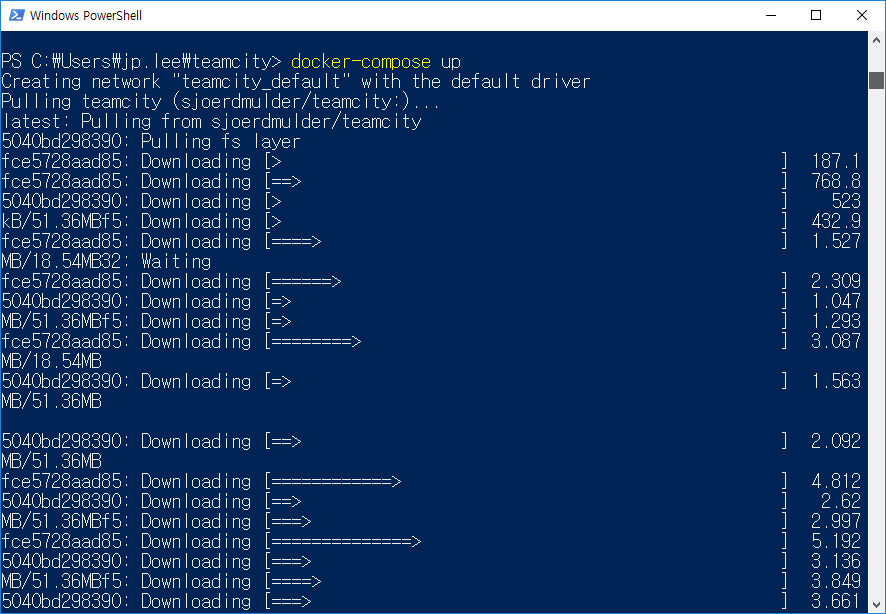 Windows PowerShell
PS C:₩Users₩jp.lee₩teamcity> docker-compose up
Creating network "teamcity_default" with the default driver
Pulling teamcity (sjoerdmulder/teamcity:)...
latest: Pulling from sjoerdmulder/teamcity
5040bd298390: Pulling fs layer
fce5728aad85: Downloading [> ] 187.1
fce5728aad85: Downloading [==> ] 768.8
5040bd298390: Downloading [> ] 523
kB/51.36MBf5: Downloading [> ] 432.9
fce5728aad85: Downloading [====> ] 1.527
MB/18.54MB32: Waiting
fce5728aad85: Downloading [======> ] 2.309
5040bd298390: Downloading [=> ] 1.047
MB/51.36MBf5: Downloading [=> ] 1.293
fce5728aad85: Downloading [========> ] 3.087
MB/18.54MB
5040bd298390: Downloading [=> ] 1.563
MB/51.36MB
5040bd298390: Downloading [==> ] 2.092
MB/51.36MB
fce5728aad85: Downloading [============> ] 4.812
5040bd298390: Downloading [==> ] 2.62
MB/51.36MBf5: Downloading [===> ] 2.997
fce5728aad85: Downloading [==============> ] 5.192
5040bd298390: Downloading [===> ] 3.136
MB/51.36MBf5: Downloading [====> ] 3.849
5040bd298390: Downloading [===> ] 3.661